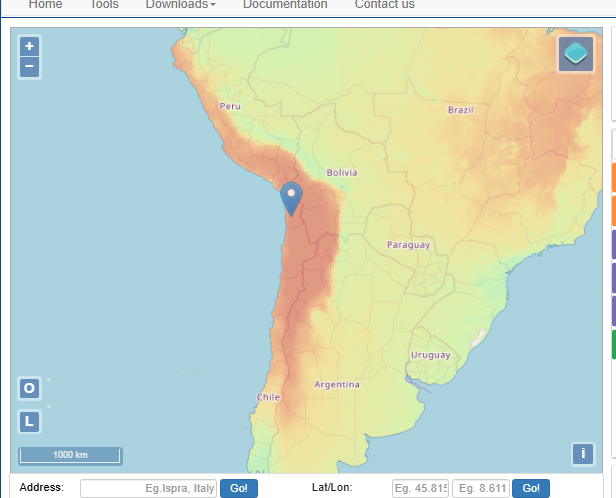 Home Tools Downloads Documentation Contact us
+
−
Peru
Brazil
Bolivia
Paraguay
Uruguay
Argentina
Chile
O
L
1000 km
i
Address: Eg.Ispra, Italy Go! Lat/Lon: Eg. 45.815 Eg. 8.611 Go!